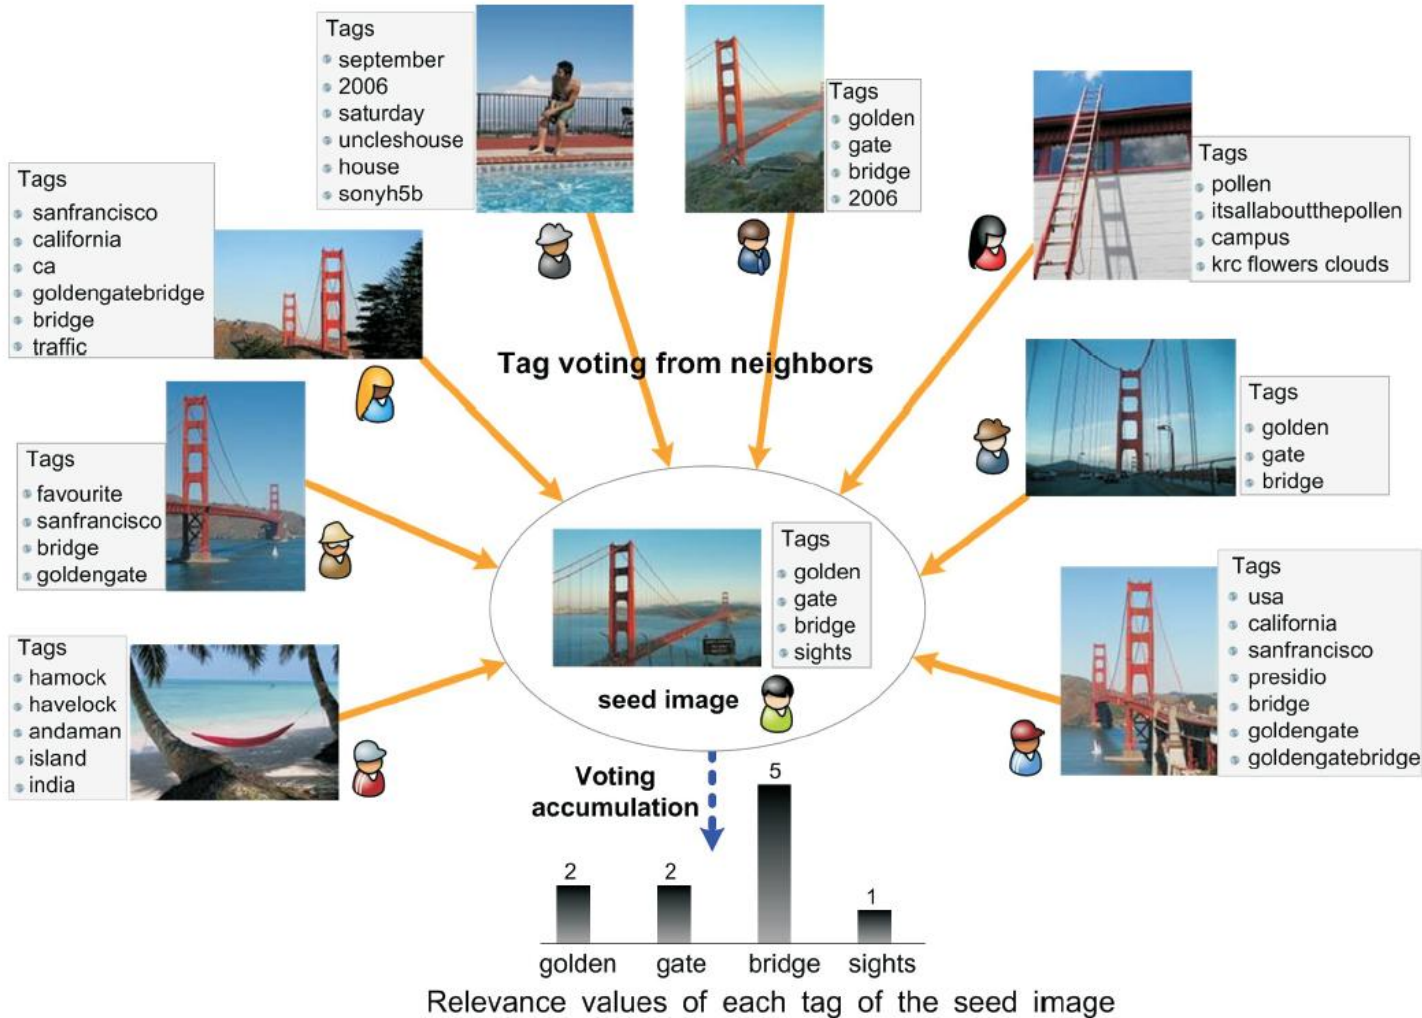 Tags
september
2006
saturday
uncleshouse
house
sonyh5b
Tags
golden
gate
bridge
2006
Tags
pollen
itsallaboutthepollen
campus
krc flowers clouds
Tags
sanfrancisco
california
ca
goldengatebridge
bridge
traffic
Tag voting from neighbors
Tags
golden
gate
bridge
Tags
favourite
sanfrancisco
bridge
goldengate
Tags
golden
gate
bridge
sights
seed image
Tags
usa
california
sanfrancisco
presidio
bridge
goldengate
goldengatebridge
Tags
hamock
havelock
andaman
island
india
Voting
accumulation
2
2
5
1
golden
gate
bridge
sights
Relevance values of each tag of the seed image